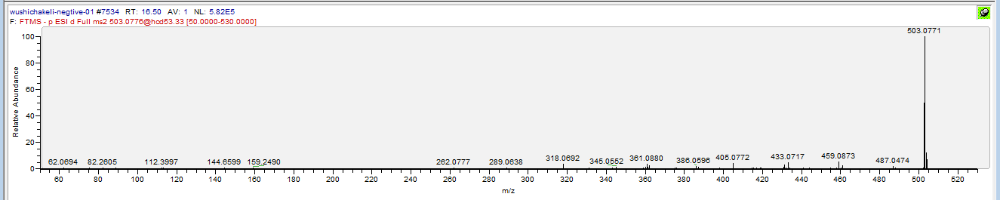 wushichakeli-negtive-01 #7534 RT: 16.50 AV: 1 NL: 5.82E5
F: FTMS - p ESI d Full ms2 503.0776@hcd53.33 [50.0000-530.0000]
503.0771
100
80
60
40
20
0
Relative Abundance
62.0694 82.2605 112.3997 144.6599 159.2490 262.0777 289.0638 318.0692 345.0552 361.0880 386.0596 405.0772 433.0717 459.0873 487.0474
60 80 100 120 140 160 180 200 220 240 260 280 300 320 340 360 380 400 420 440 460 480 500 520
m/z